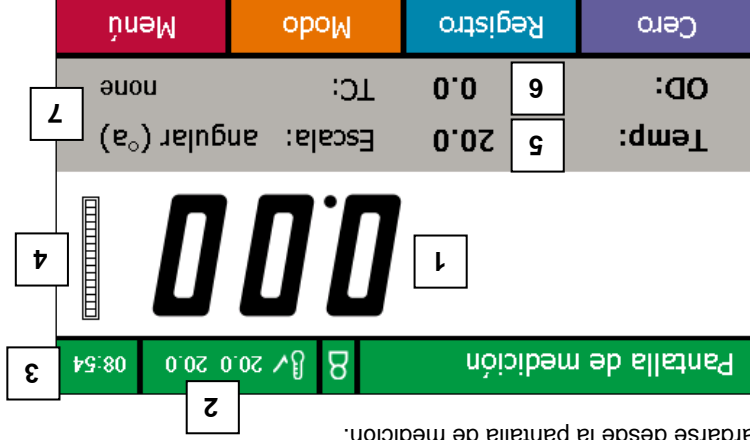 ardarse desde la pantalla de medición.
2
Pantalla de medición 20.0 20.0 08:54 3
1 0.00 4
Temp: 5 20.0 Escala: angular (°a)
7
OD: 6 0.0 TC: none
Cero Registro Modo Menú